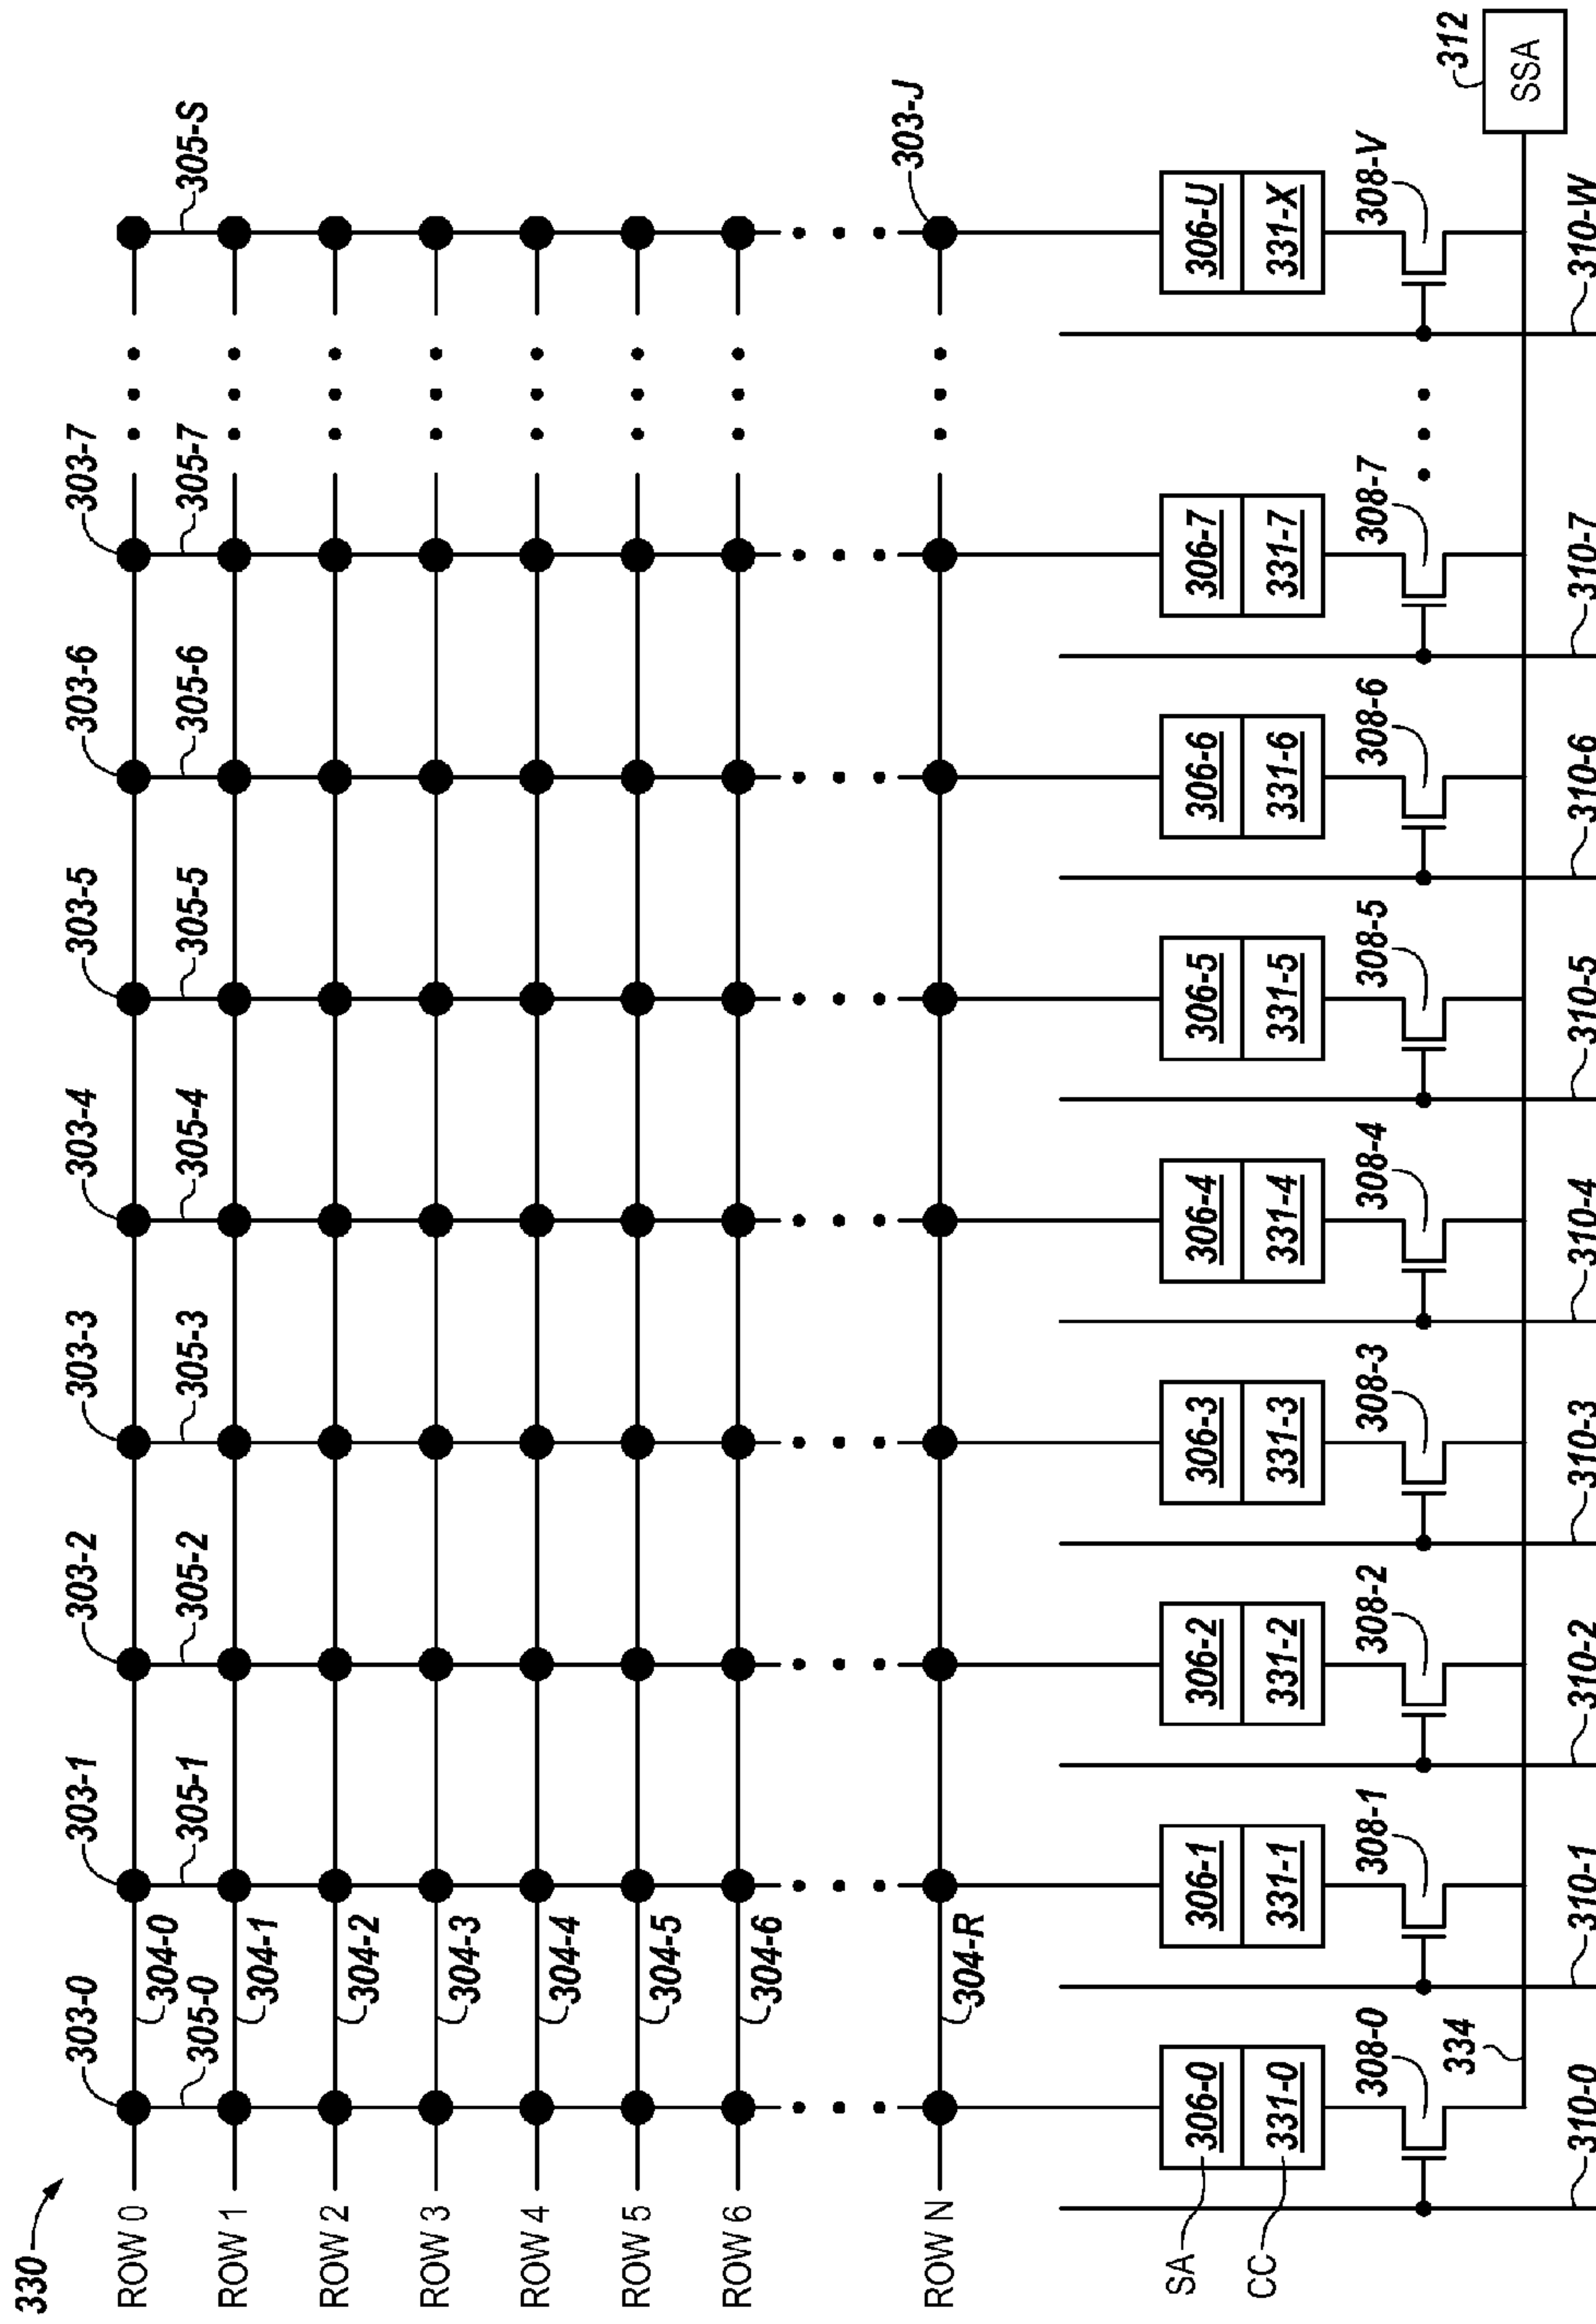 330
303-0 303-1 303-2 303-3 303-4 303-5 303-6 303-7
ROW 0
304-0
305-0 305-1 305-2 305-3 305-4 305-5 305-6 305-7 305-S
ROW 1
304-1
ROW 2
304-2
ROW 3
304-3
ROW 4
304-4
ROW 5
304-5
ROW 6
304-6
303-J
ROW N
304-R
SA
306-0 306-1 306-2 306-3 306-4 306-5 306-6 306-7 306-U
CC
331-0 331-1 331-2 331-3 331-4 331-5 331-6 331-7 331-X
308-0 308-1 308-2 308-3 308-4 308-5 308-6 308-7 308-V
334
312
SSA
310-0 310-1 310-2 310-3 310-4 310-5 310-6 310-7 310-W